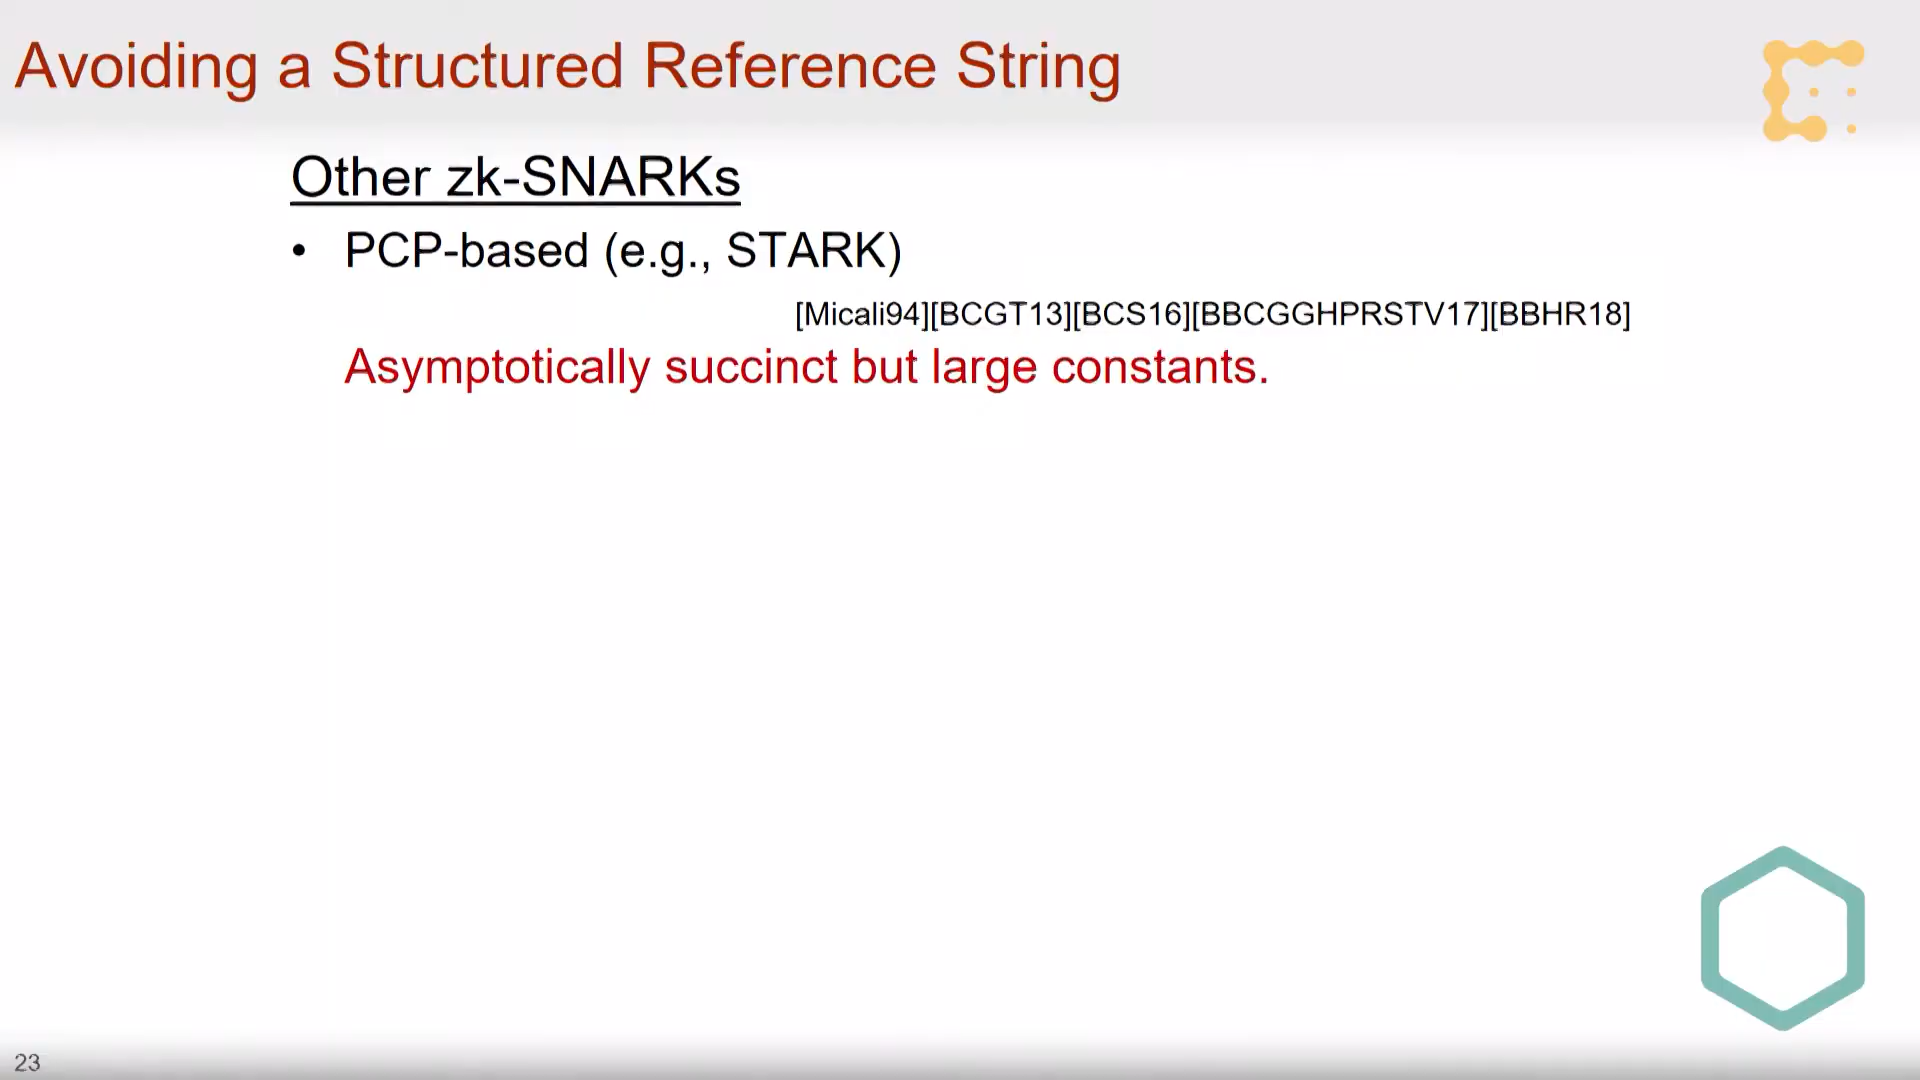 Avoiding a Structured Reference String
Other zk-SNARKs
• PCP-based (e.g., STARK)
[Micali94][BCGT13][BCS16][BBCGGHPRSTV17][BBHR18]
Asymptotically succinct but large constants.
23